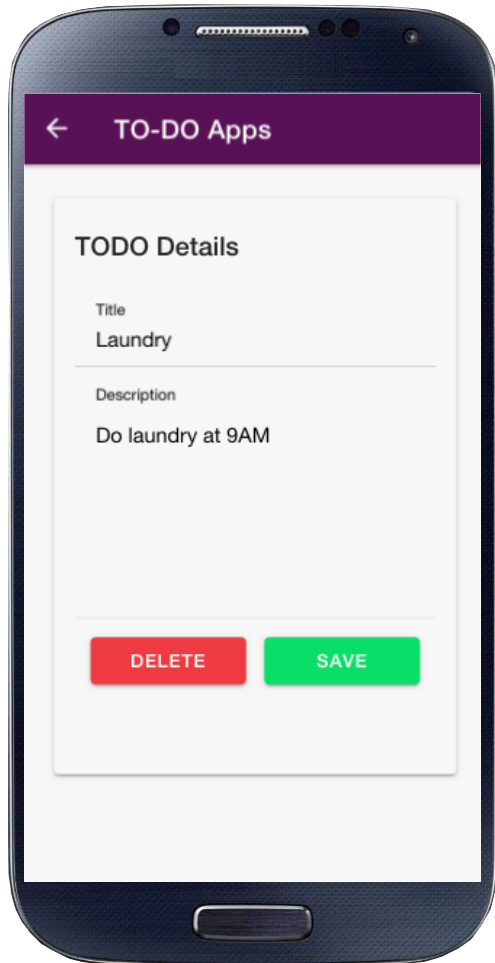 TO-DO Apps
TODO Details
Title
Laundry
Description
Do laundry at 9AM
DELETE
SAVE